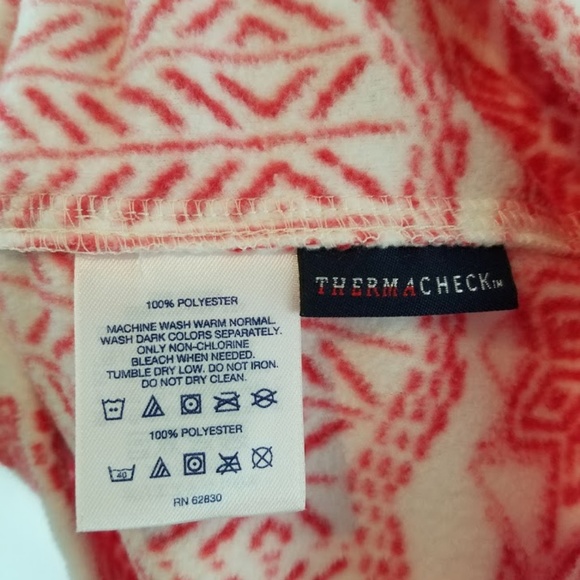 100% POLYESTER
MACHINE WASH WARM NORMAL.
WASH DARK COLORS SEPARATELY.
ONLY NON-CHLORINE
BLEACH WHEN NEEDED.
TUMBLE DRY LOW. DO NOT IRON.
DO NOT DRY CLEAN.
100% POLYESTER
40
RN 62830
THERMACHECK™